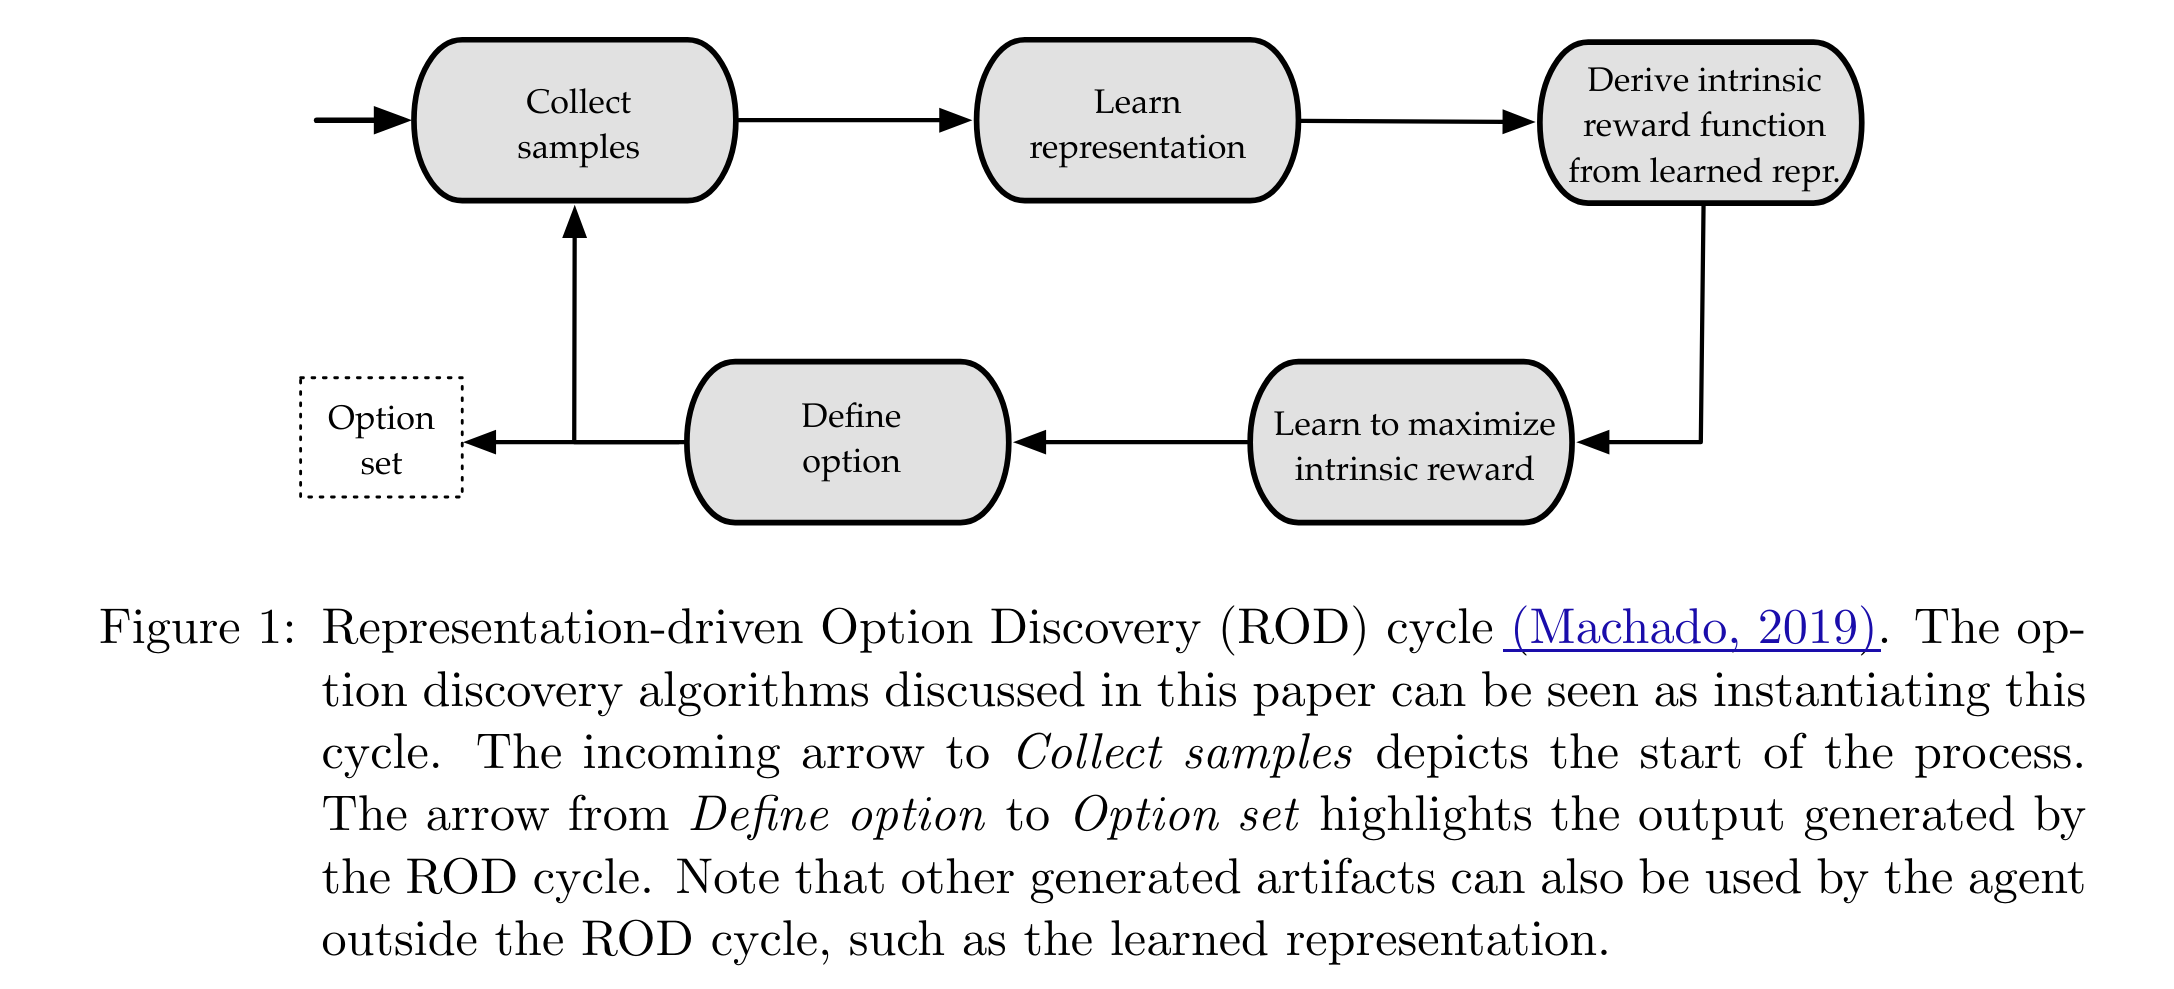 Collect
samples
Learn
representation
Derive intrinsic
reward function
from learned repr.
Option
set
Define
option
Learn to maximize
intrinsic reward
Figure 1: Representation-driven Option Discovery (ROD) cycle (Machado, 2019). The op-
tion discovery algorithms discussed in this paper can be seen as instantiating this
cycle. The incoming arrow to Collect samples depicts the start of the process.
The arrow from Define option to Option set highlights the output generated by
the ROD cycle. Note that other generated artifacts can also be used by the agent
outside the ROD cycle, such as the learned representation.